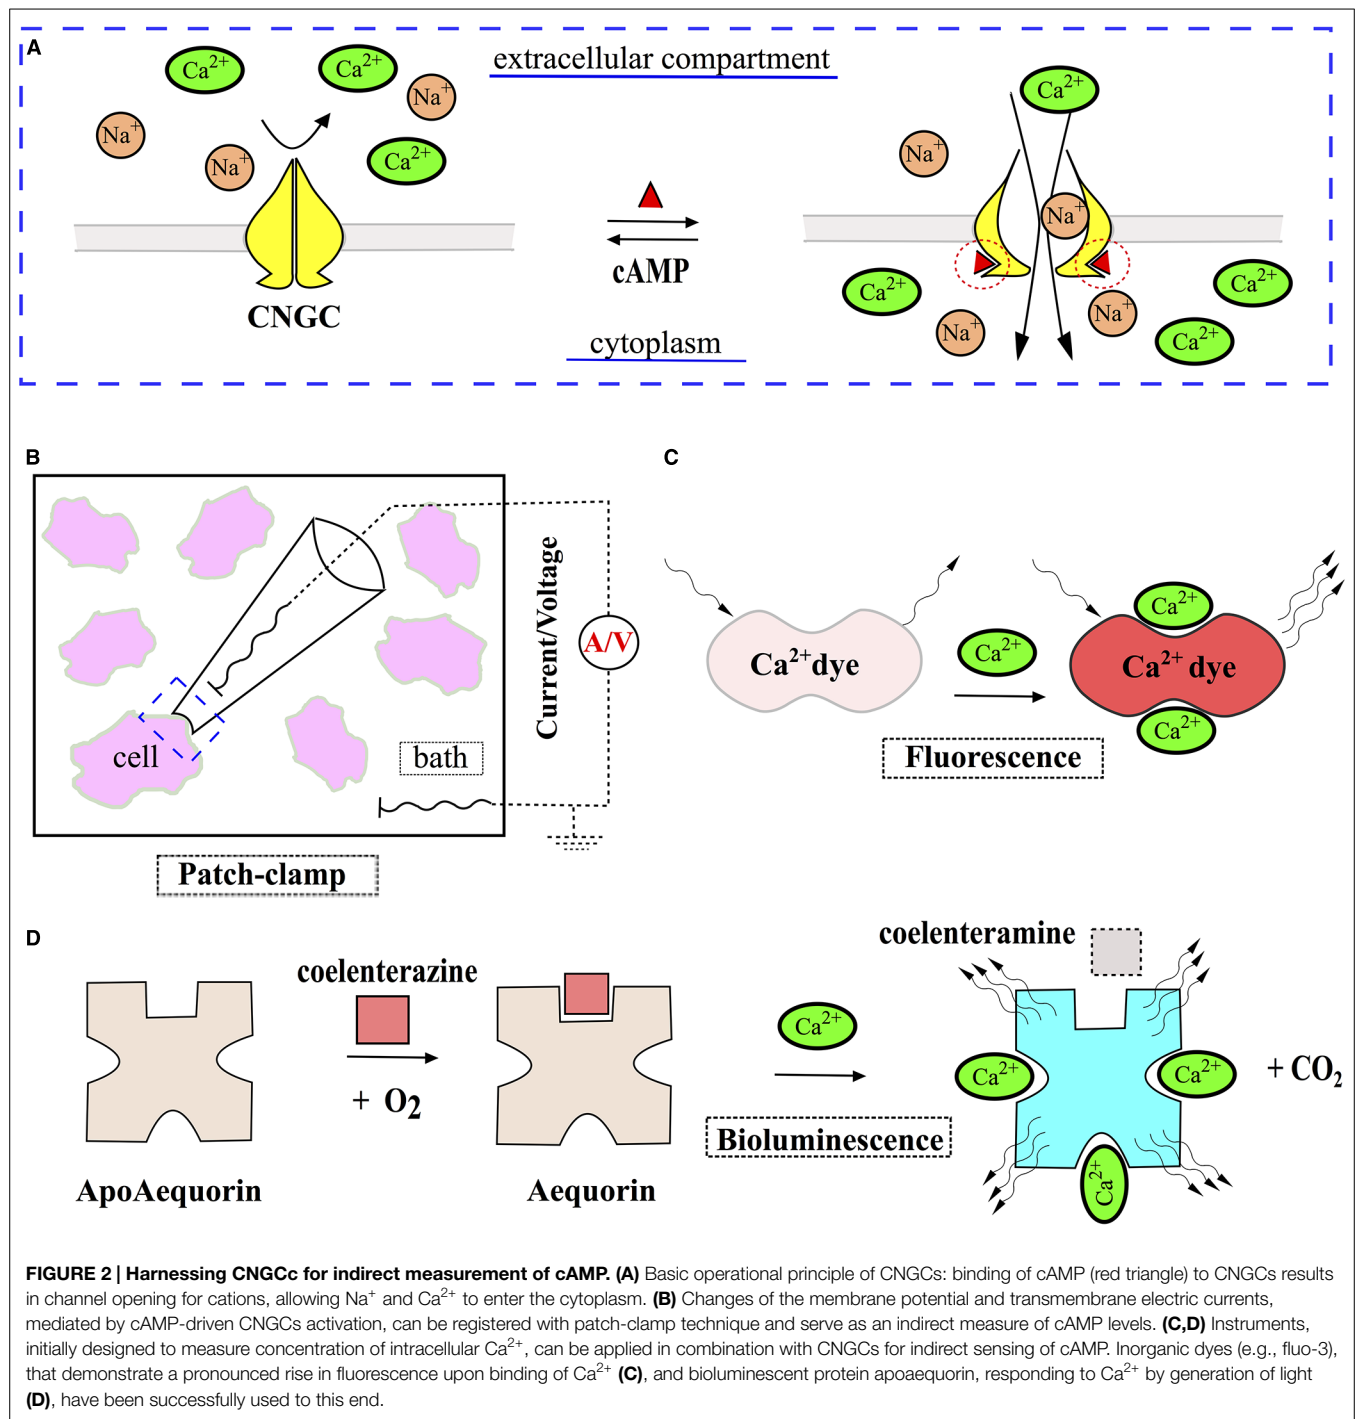 A
extracellular compartment
Ca²⁺
Ca²⁺
Na⁺
Na⁺
Na⁺
Ca²⁺
CNGC
cAMP
cytoplasm
Ca²⁺
Na⁺
Na⁺
Ca²⁺
Na⁺
Na⁺
Ca²⁺
Ca²⁺
B
cell
bath
Current/Voltage
A/V
Patch-clamp
C
Ca²⁺dye
Ca²⁺
Fluorescence
Ca²⁺
Ca²⁺ dye
Ca²⁺
D
ApoAequorin
coelenterazine
+ O₂
Aequorin
Ca²⁺
Bioluminescence
coelenteramine
Ca²⁺
Ca²⁺
Ca²⁺
+ CO₂
FIGURE 2 | Harnessing CNGCc for indirect measurement of cAMP. (A) Basic operational principle of CNGCs: binding of cAMP (red triangle) to CNGCs results
in channel opening for cations, allowing Na⁺ and Ca²⁺ to enter the cytoplasm. (B) Changes of the membrane potential and transmembrane electric currents,
mediated by cAMP-driven CNGCs activation, can be registered with patch-clamp technique and serve as an indirect measure of cAMP levels. (C,D) Instruments,
initially designed to measure concentration of intracellular Ca²⁺, can be applied in combination with CNGCs for indirect sensing of cAMP. Inorganic dyes (e.g., fluo-3),
that demonstrate a pronounced rise in fluorescence upon binding of Ca²⁺ (C), and bioluminescent protein apoaequorin, responding to Ca²⁺ by generation of light
(D), have been successfully used to this end.